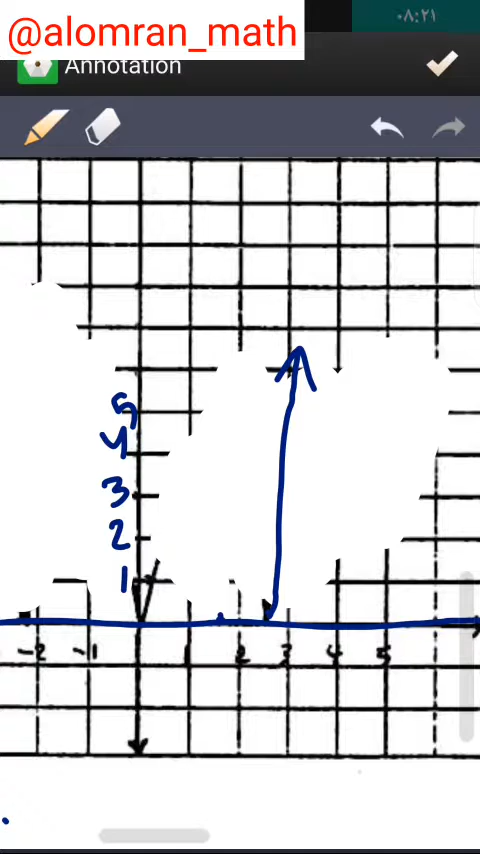 ٠٨:٢١
@alomran_math
Annotation
5
4
3
2
1
-2 -1 1 2 3 4 5